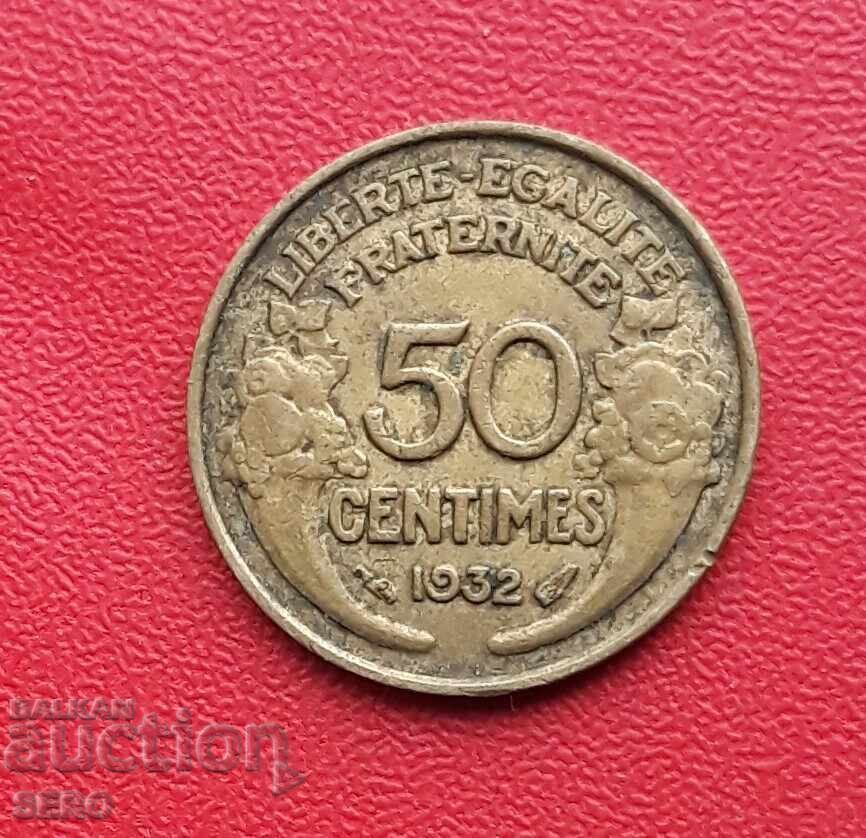 LIBERTE-EGALITE
FRATERNITE
50
CENTIMES
1932
BALKAN
auction
SERO